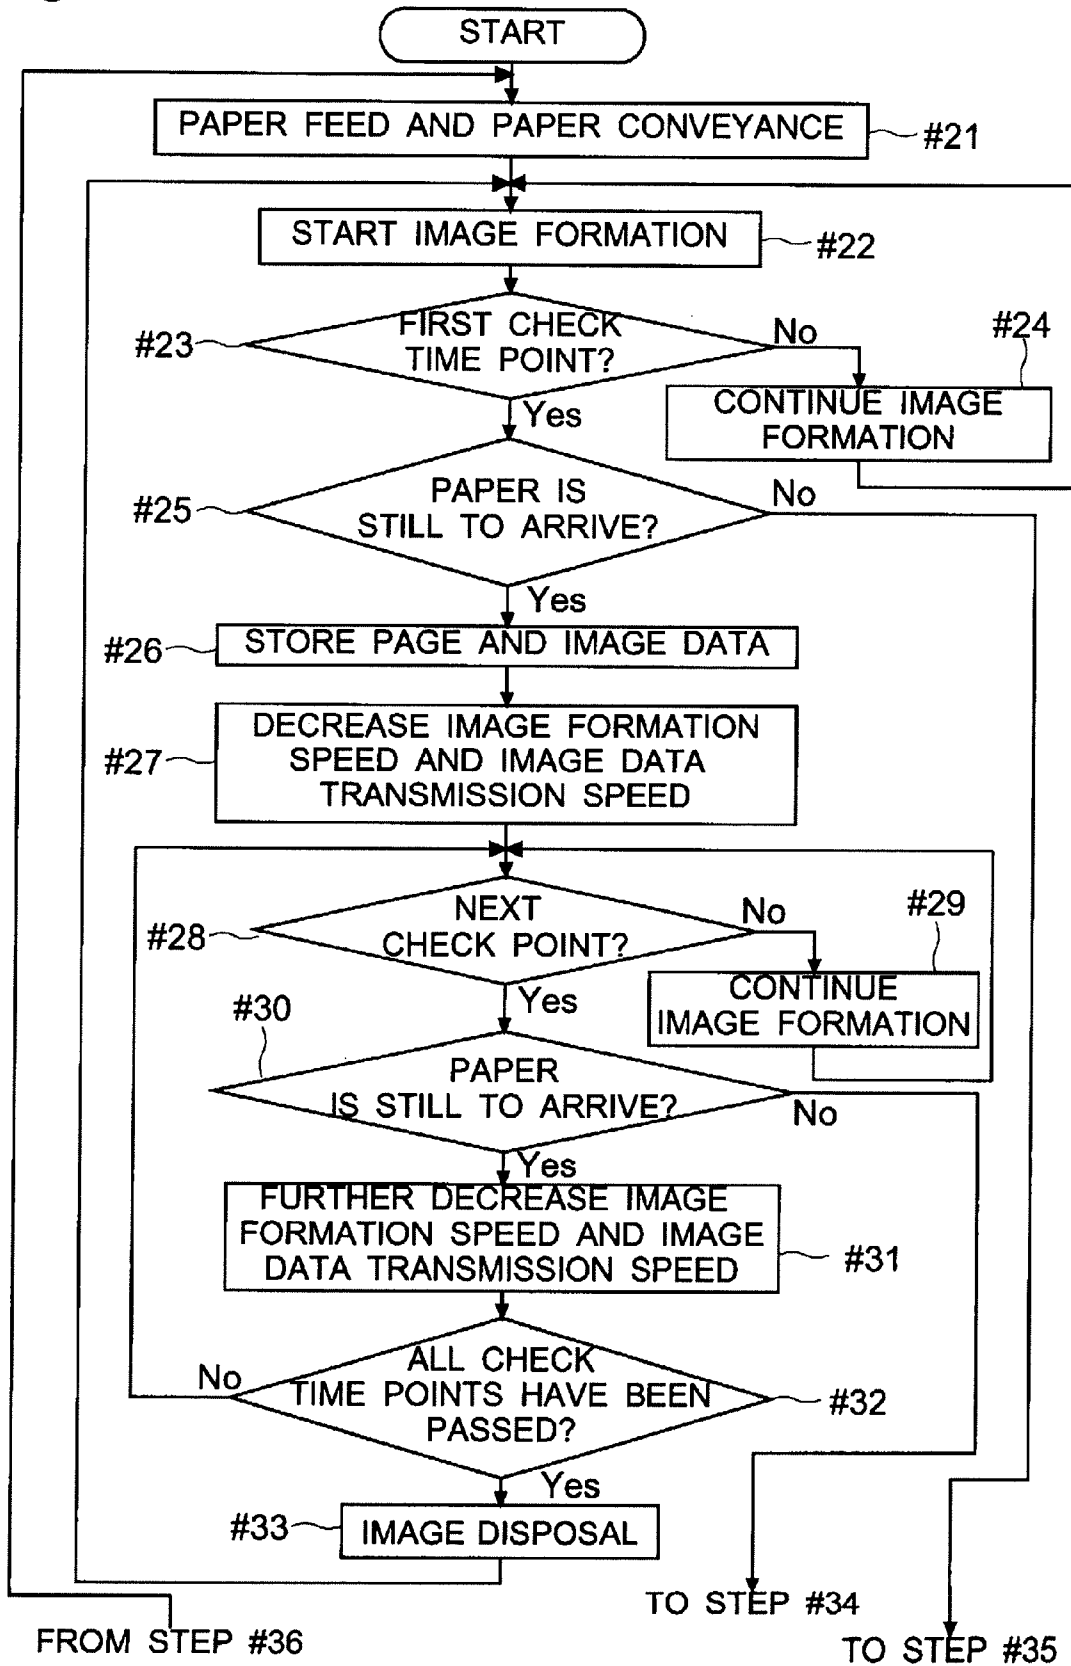 START
PAPER FEED AND PAPER CONVEYANCE
#21
START IMAGE FORMATION
#22
#23
FIRST CHECK
TIME POINT?
No
#24
Yes
CONTINUE IMAGE
FORMATION
#25
PAPER IS
STILL TO ARRIVE?
No
Yes
#26
STORE PAGE AND IMAGE DATA
#27
DECREASE IMAGE FORMATION
SPEED AND IMAGE DATA
TRANSMISSION SPEED
#28
NEXT
CHECK POINT?
No
#29
Yes
CONTINUE
IMAGE FORMATION
#30
PAPER
IS STILL TO ARRIVE?
No
Yes
FURTHER DECREASE IMAGE
FORMATION SPEED AND IMAGE
DATA TRANSMISSION SPEED
#31
No
ALL CHECK
TIME POINTS HAVE BEEN
PASSED?
#32
Yes
#33
IMAGE DISPOSAL
TO STEP #34
FROM STEP #36
TO STEP #35